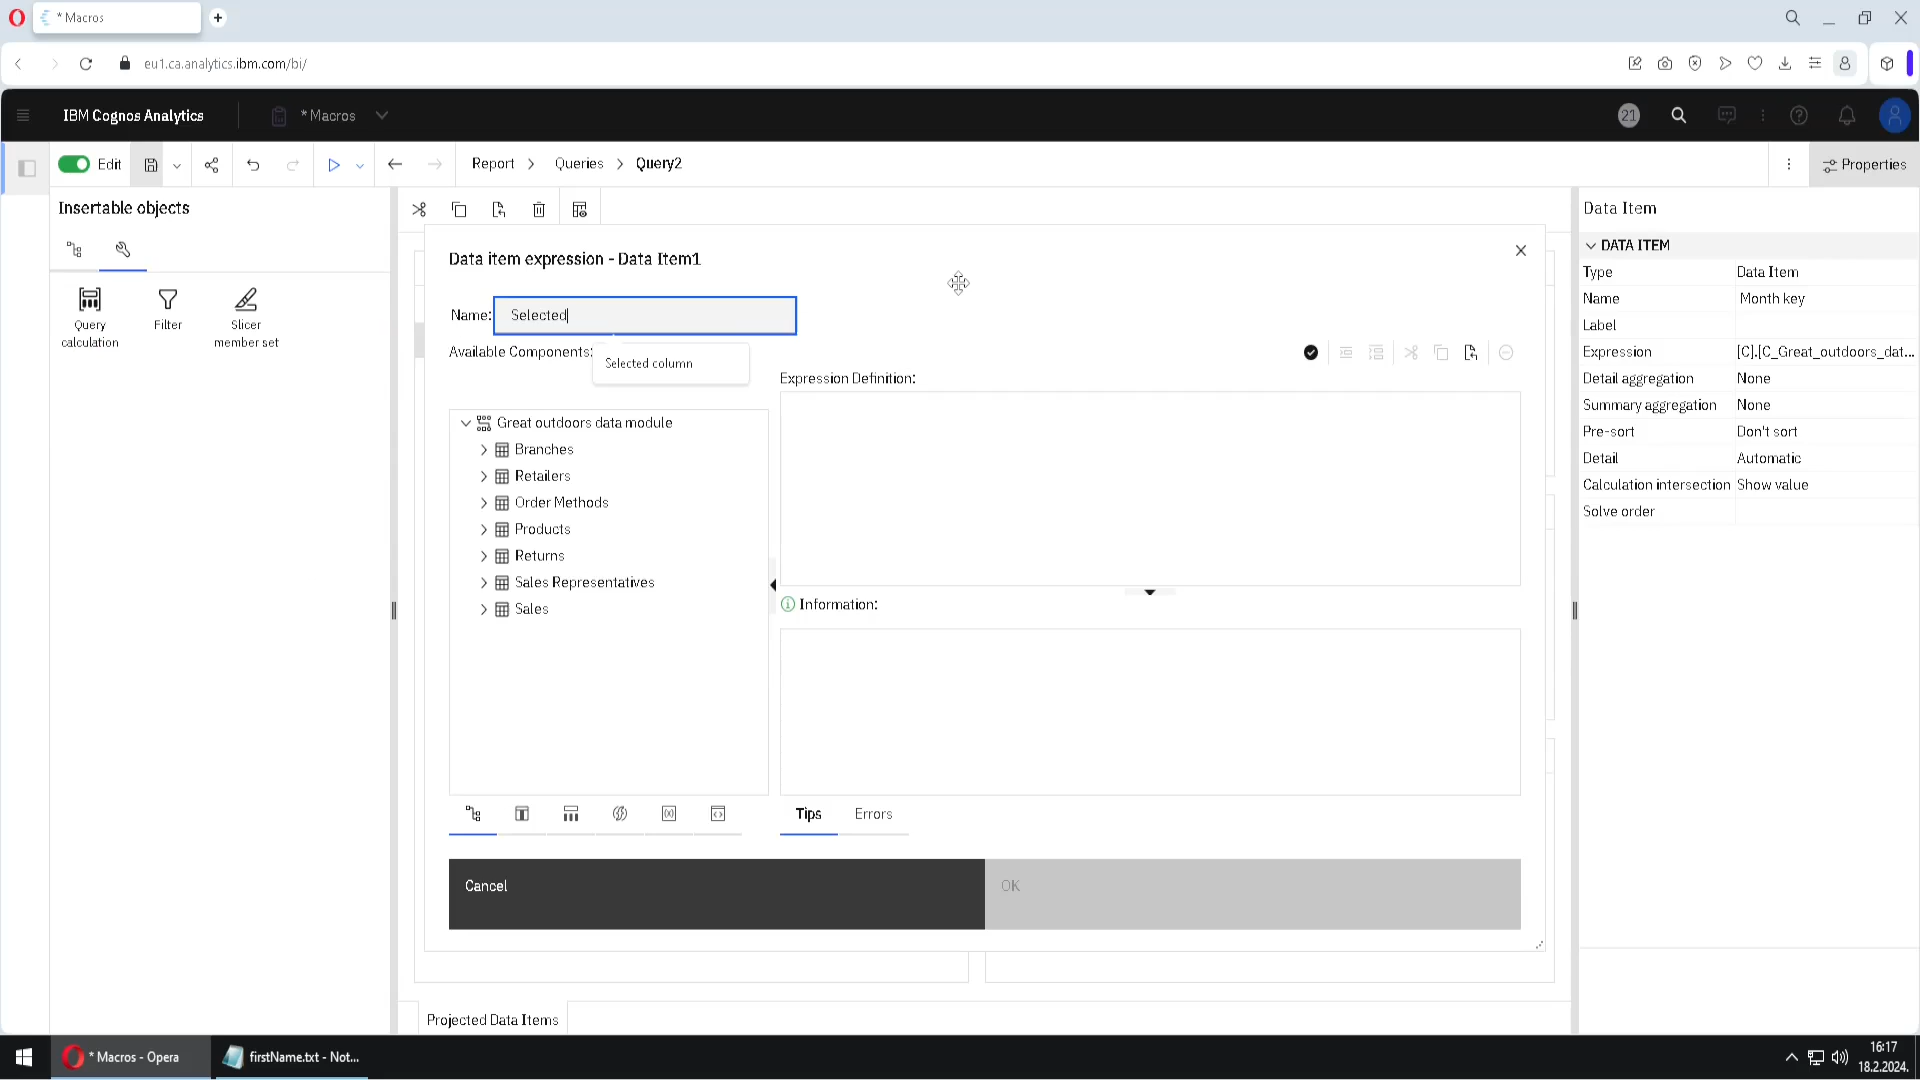 * Macros
eu1.ca.analytics.ibm.com/bi/
IBM Cognos Analytics
* Macros
21
Edit
Report
Queries
Query2
Properties
Insertable objects
Query calculation
Filter
Slicer member set
Data item expression - Data Item1
Name:
Selected
Selected column
Available Components:
Expression Definition:
Great outdoors data module
Branches
Retailers
Order Methods
Products
Returns
Sales Representatives
Sales
Information:
Tips
Errors
Cancel
OK
Projected Data Items
Data Item
DATA ITEM
Type Data Item
Name Month key
Label
Expression [C].[C_Great_outdoors_dat...
Detail aggregation None
Summary aggregation None
Pre-sort Don't sort
Detail Automatic
Calculation intersection Show value
Solve order
* Macros - Opera
firstName.txt - Not...
16:17
18.2.2024.